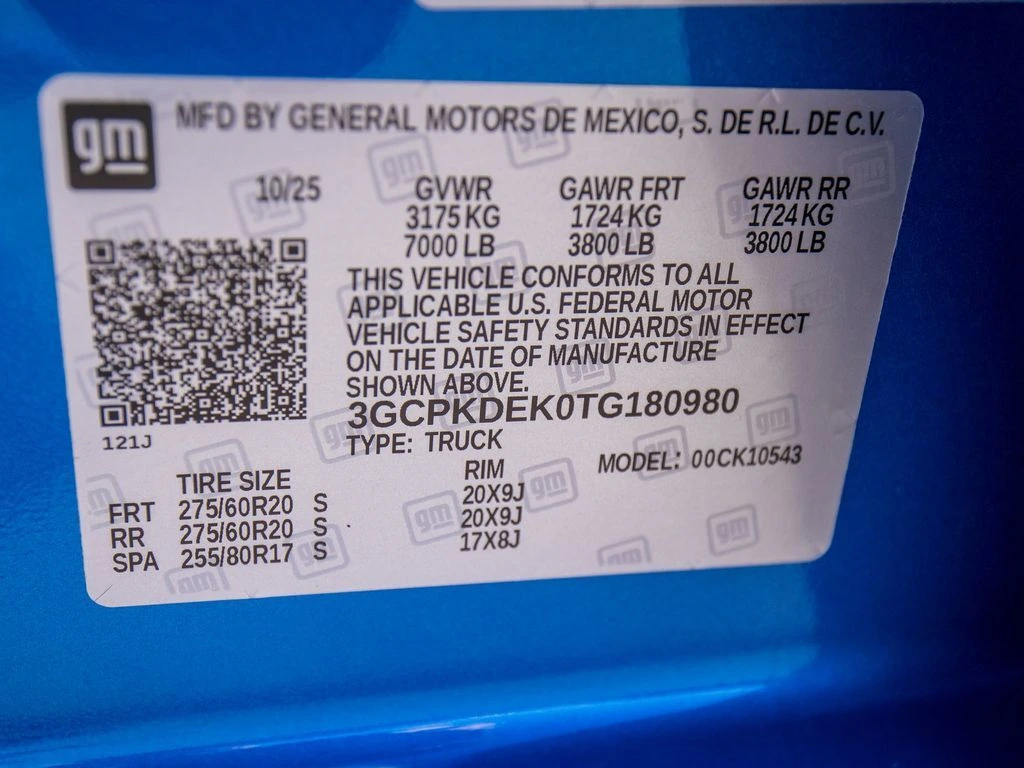 gm MFD BY GENERAL MOTORS DE MEXICO, S. DE R.L. DE C.V.
10/25 GVWR GAWR FRT GAWR RR
3175 KG 1724 KG 1724 KG
7000 LB 3800 LB 3800 LB
THIS VEHICLE CONFORMS TO ALL
APPLICABLE U.S. FEDERAL MOTOR
VEHICLE SAFETY STANDARDS IN EFFECT
ON THE DATE OF MANUFACTURE
SHOWN ABOVE.
3GCPKDEK0TG180980
121J
TYPE: TRUCK
MODEL: 00CK10543
TIRE SIZE RIM
FRT 275/60R20 S 20X9J
RR 275/60R20 S 20X9J
SPA 255/80R17 S 17X8J